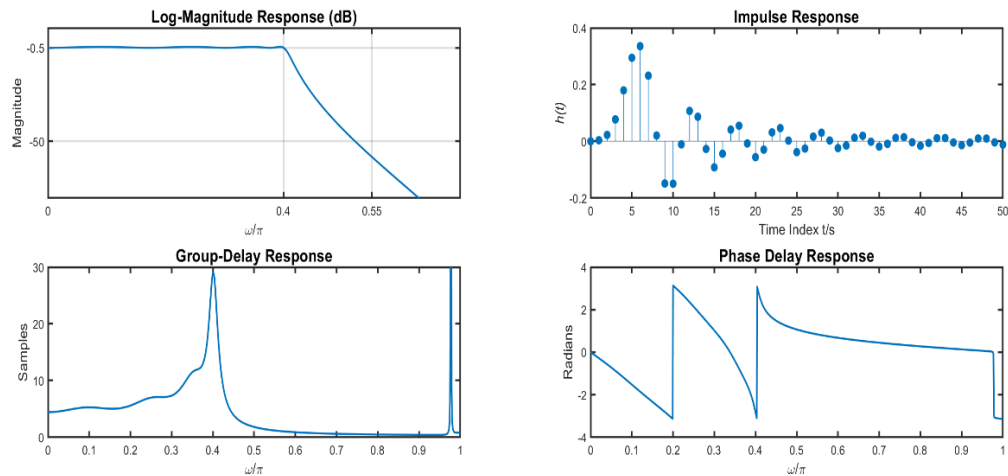 Log-Magnitude Response (dB)
-0.5
-50
Magnitude
0 0.4 0.55
ω/π
Impulse Response
0.4
0.2
0
-0.2
h(t)
0 5 10 15 20 25 30 35 40 45 50
Time Index t/s
Group-Delay Response
30
20
10
0
Samples
0 0.1 0.2 0.3 0.4 0.5 0.6 0.7 0.8 0.9 1
ω/π
Phase Delay Response
4
2
0
-2
-4
Radians
0 0.1 0.2 0.3 0.4 0.5 0.6 0.7 0.8 0.9 1
ω/π